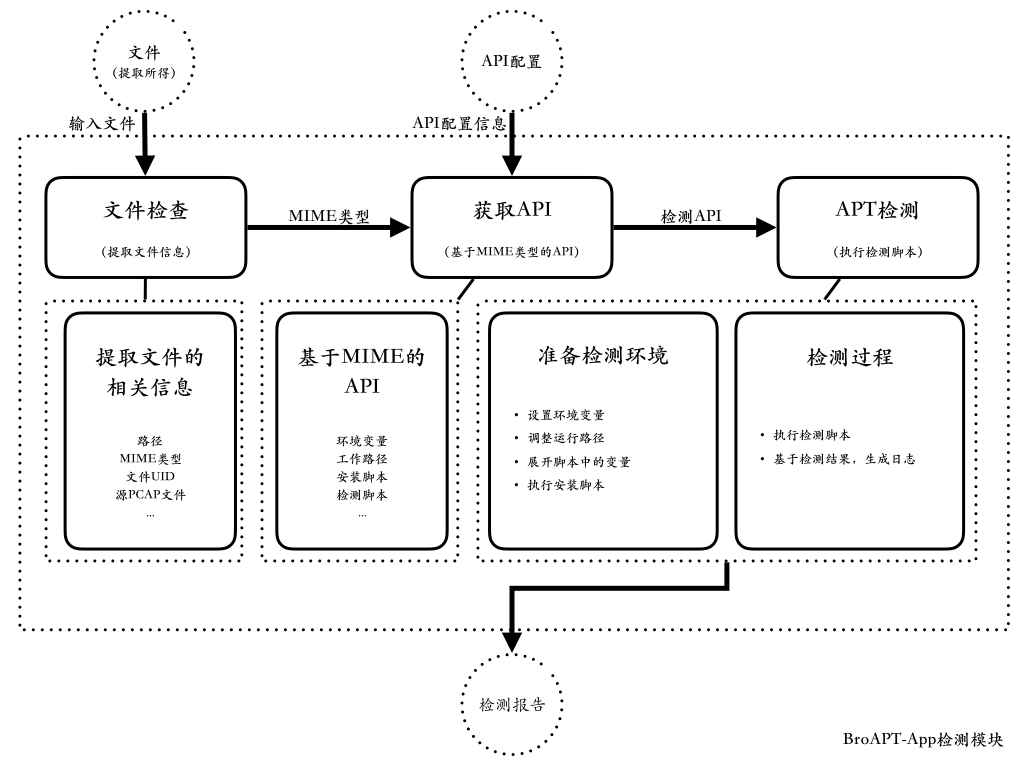 文件
(提取所得)
API配置
输入文件
API配置信息
文件检查
(提取文件信息)
MIME类型
获取API
(基于MIME类型的API)
检测API
APT检测
(执行检测脚本)
提取文件的
相关信息
路径
MIME类型
文件UID
源PCAP文件
...
基于MIME的
API
环境变量
工作路径
安装脚本
检测脚本
...
准备检测环境
• 设置环境变量
• 调整运行路径
• 展开脚本中的变量
• 执行安装脚本
检测过程
• 执行检测脚本
• 基于检测结果，生成日志
检测报告
BroAPT-App检测模块